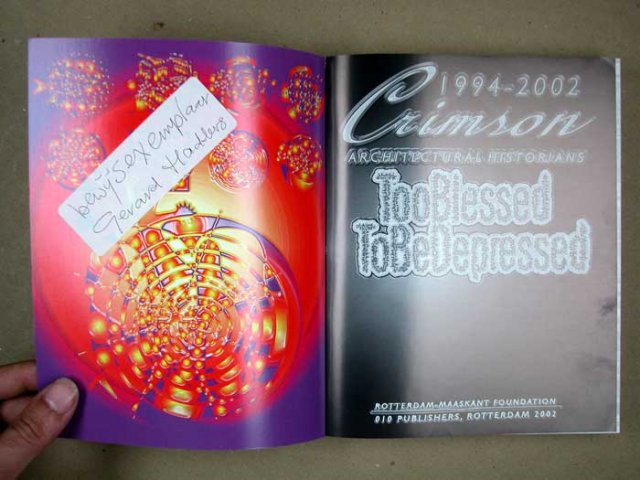 bewijsexemplaar
Gerard Hadders
1994-2002
Crimson
ARCHITECTURAL HISTORIANS
TooBlessed
ToBeDepressed
ROTTERDAM-MAASKANT FOUNDATION
010 PUBLISHERS, ROTTERDAM 2002